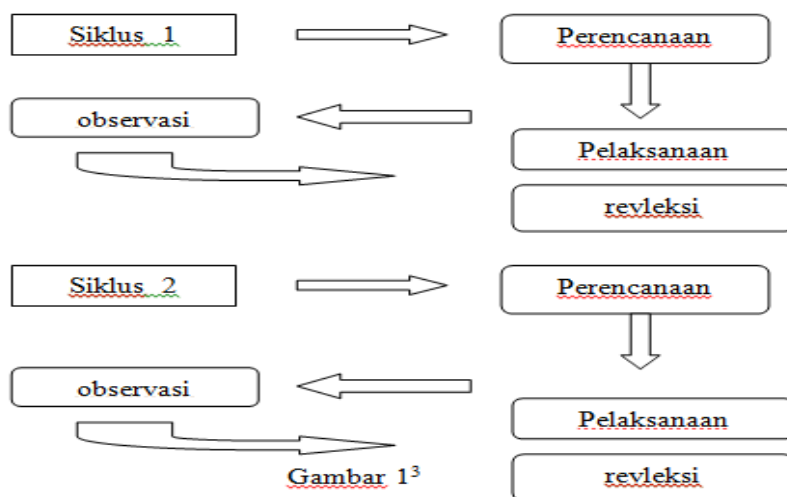 Siklus 1
Perencanaan
observasi
Pelaksanaan
revleksi
Siklus 2
Perencanaan
observasi
Pelaksanaan
Gambar 1³
revleksi